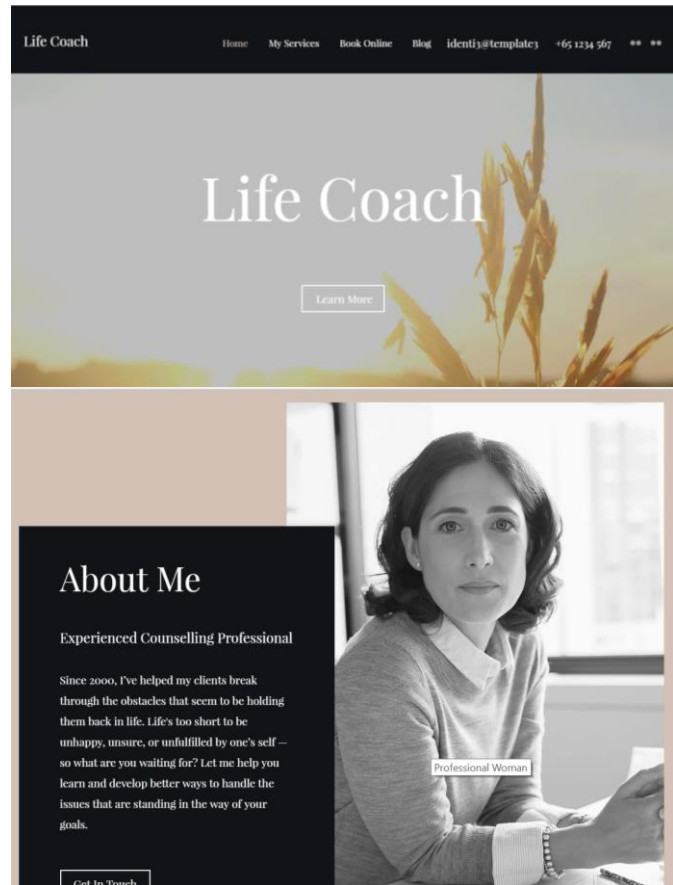 Life Coach
Home My Services Book Online Blog identi3@template3 +65 1234 567
Life Coach
Learn More
About Me
Experienced Counselling Professional
Since 2000, I've helped my clients break
through the obstacles that seem to be holding
them back in life. Life's too short to be
unhappy, unsure, or unfulfilled by one's self —
so what are you waiting for? Let me help you
learn and develop better ways to handle the
issues that are standing in the way of your
goals.
Professional Woman
Get In Touch